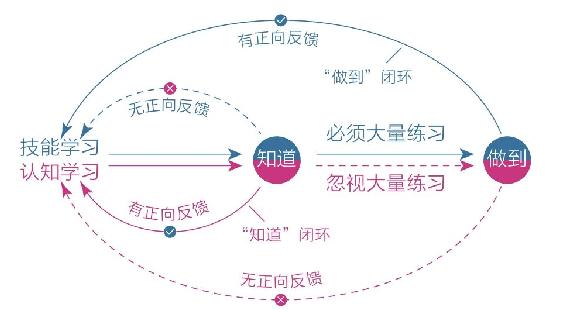 有正向反馈
“做到”闭环
无正向反馈
技能学习
认知学习
知道
必须大量练习
忽视大量练习
做到
有正向反馈
“知道”闭环
无正向反馈